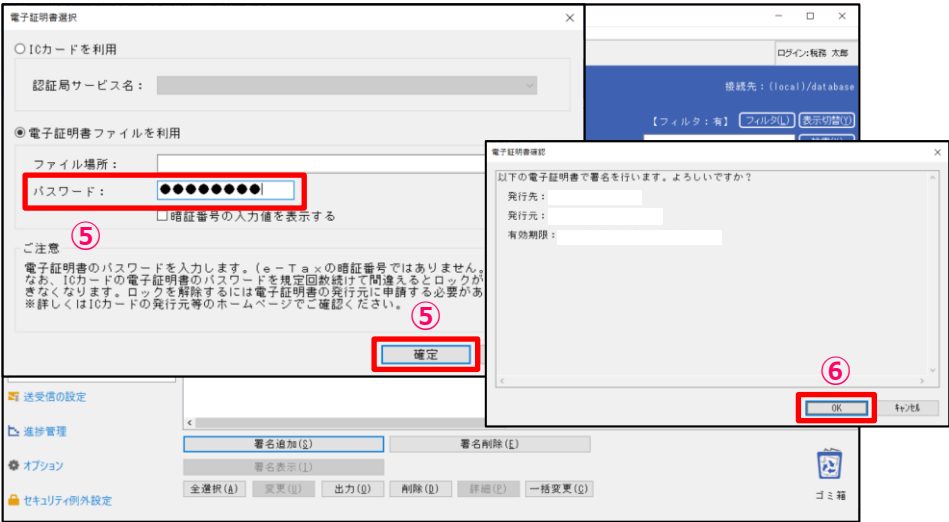 電子証明書選択
ICカードを利用
認証局サービス名：
電子証明書ファイルを利用
ファイル場所：
パスワード： ●●●●●●●●
暗証番号の入力値を表示する
⑤
ご注意
電子証明書のパスワードを入力します。(e－Taxの暗証番号ではありません。
なお、ICカードの電子証明書のパスワードを規定回数続けて間違えるとロックが
きなくなります。ロックを解除するには電子証明書の発行元に申請する必要があ
※詳しくはICカードの発行元等のホームページでご確認ください。
⑤
確定
ログイン:税務 太郎
接続先：(local)/database
【フィルタ：有】 フィルタ(L) 表示切替(Y)
電子証明書確認
以下の電子証明書で署名を行います。よろしいですか？
発行先：
発行元：
有効期限：
⑥
OK キャンセル
送受信の設定
進捗管理
オプション
セキュリティ例外設定
署名追加(S) 署名削除(E)
署名表示(I)
全選択(A) 変更(U) 出力(O) 削除(D) 詳細(P) 一括変更(C)
ゴミ箱